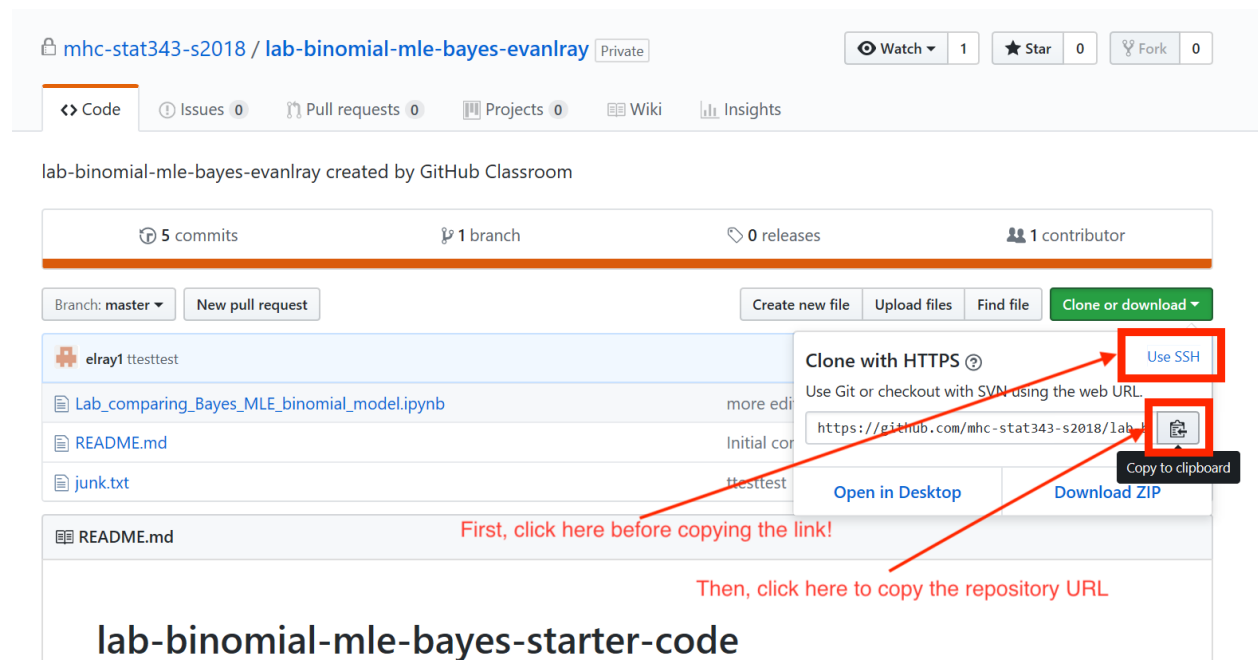 mhc-stat343-s2018 / lab-binomial-mle-bayes-evanlray Private
Watch 1 Star 0 Fork 0
Code Issues 0 Pull requests 0 Projects 0 Wiki Insights
lab-binomial-mle-bayes-evanlray created by GitHub Classroom
5 commits 1 branch 0 releases 1 contributor
Branch: master New pull request Create new file Upload files Find file Clone or download
elray1 ttesttest
Clone with HTTPS Use SSH
Use Git or checkout with SVN using the web URL.
Lab_comparing_Bayes_MLE_binomial_model.ipynb more edi
https://github.com/mhc-stat343-s2018/lab-b
README.md Initial cor
Copy to clipboard
junk.txt ttesttest
Open in Desktop Download ZIP
First, click here before copying the link!
README.md
Then, click here to copy the repository URL
lab-binomial-mle-bayes-starter-code